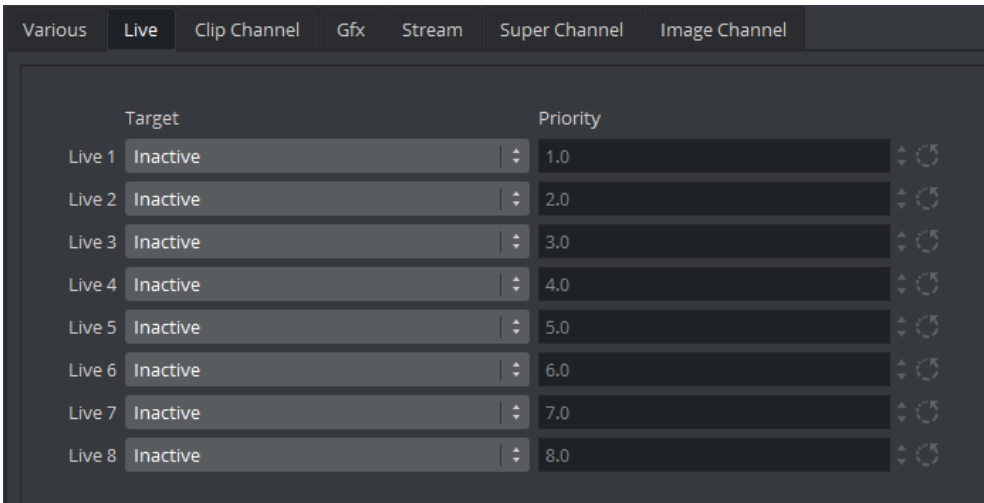 Various Live Clip Channel Gfx Stream Super Channel Image Channel
Target Priority
Live 1 Inactive 1.0
Live 2 Inactive 2.0
Live 3 Inactive 3.0
Live 4 Inactive 4.0
Live 5 Inactive 5.0
Live 6 Inactive 6.0
Live 7 Inactive 7.0
Live 8 Inactive 8.0